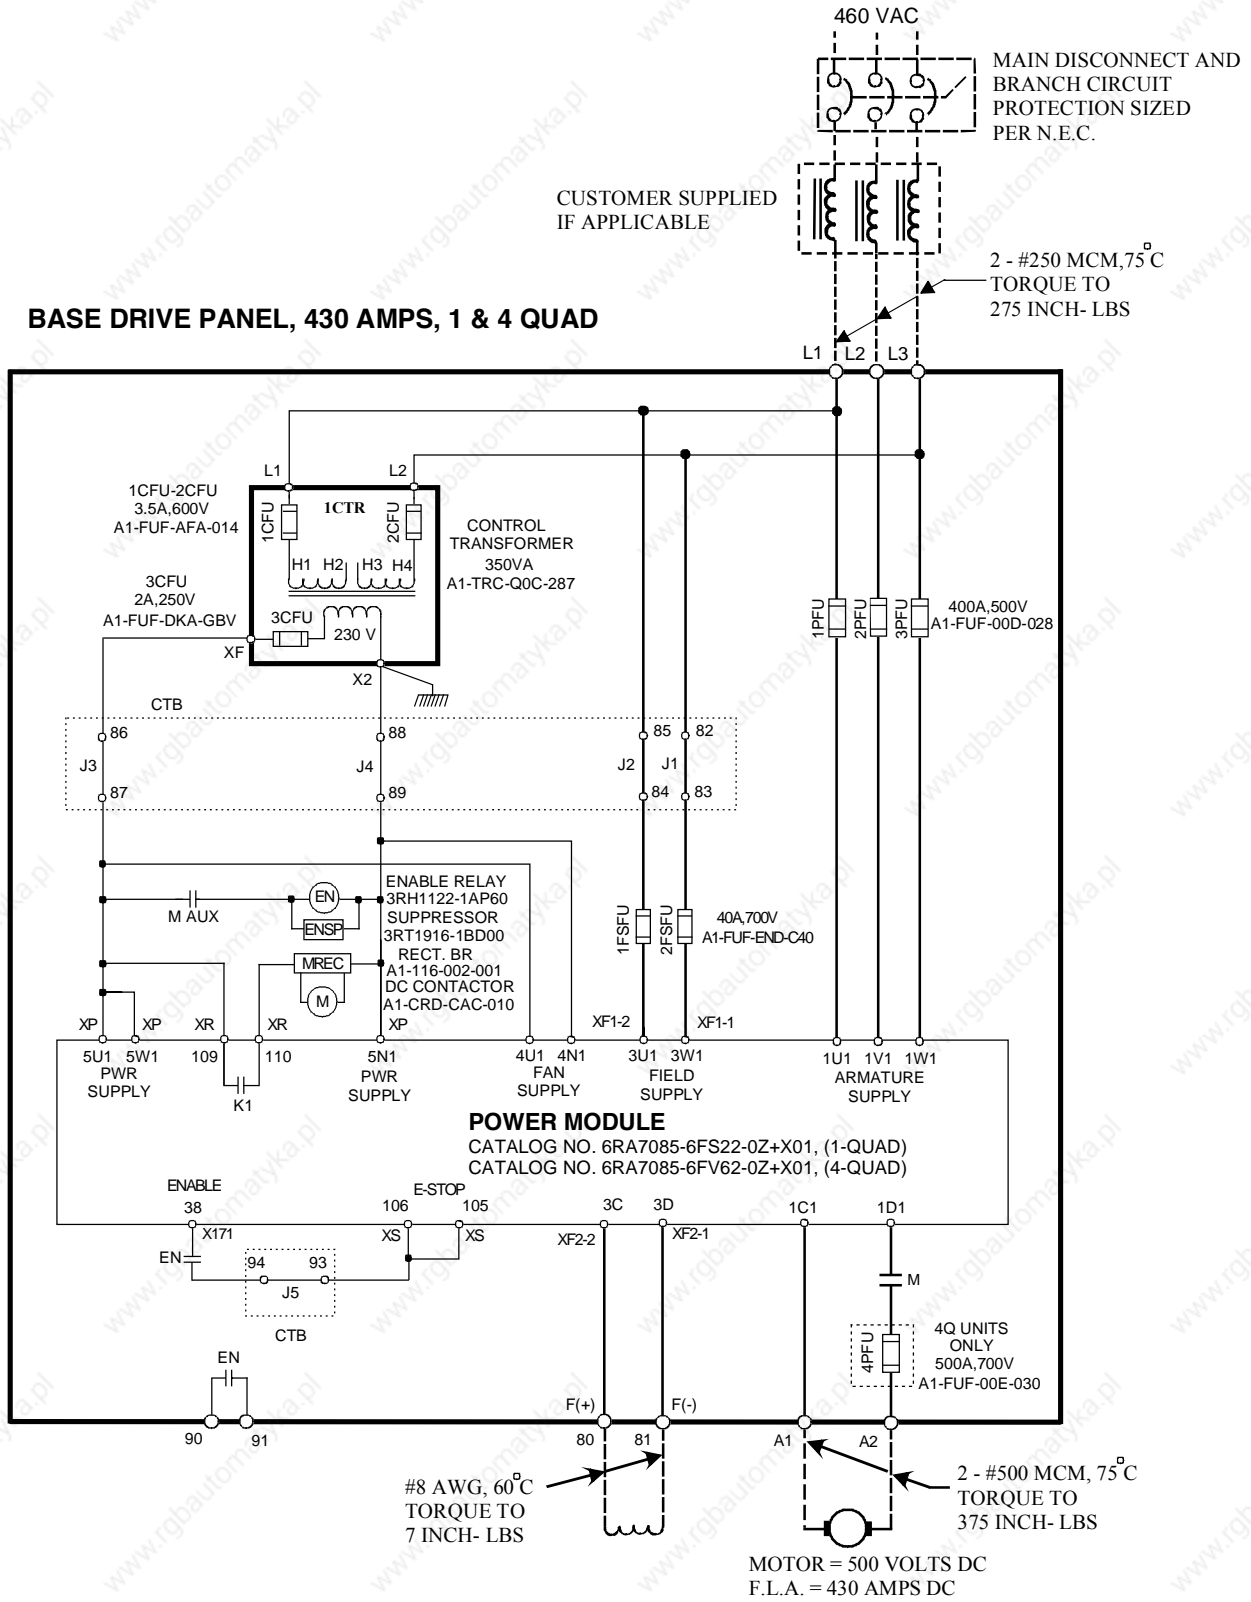 460 VAC
MAIN DISCONNECT AND
BRANCH CIRCUIT
PROTECTION SIZED
PER N.E.C.
CUSTOMER SUPPLIED
IF APPLICABLE
2 - #250 MCM,75°C
TORQUE TO
275 INCH- LBS
BASE DRIVE PANEL, 430 AMPS, 1 & 4 QUAD
L1 L2 L3
L1 L2
1CFU-2CFU
3.5A,600V
A1-FUF-AFA-014
1CFU
1CTR
2CFU
CONTROL
TRANSFORMER
350VA
A1-TRC-Q0C-287
H1 H2 H3 H4
3CFU
2A,250V
A1-FUF-DKA-GBV
3CFU
230 V
XF
X2
1PFU
2PFU
3PFU
400A,500V
A1-FUF-00D-028
CTB
86 88 85 82
J3 J4 J2 J1
87 89 84 83
M AUX
EN
ENSP
MREC
M
ENABLE RELAY
3RH1122-1AP60
SUPPRESSOR
3RT1916-1BD00
RECT. BR
A1-116-002-001
DC CONTACTOR
A1-CRD-CAC-010
1FSFU
2FSFU
40A,700V
A1-FUF-END-C40
XP XP XR XR XP XF1-2 XF1-1
5U1 5W1 109 110 5N1 4U1 4N1 3U1 3W1 1U1 1V1 1W1
PWR
SUPPLY
K1
PWR
SUPPLY
FAN
SUPPLY
FIELD
SUPPLY
ARMATURE
SUPPLY
POWER MODULE
CATALOG NO. 6RA7085-6FS22-0Z+X01, (1-QUAD)
CATALOG NO. 6RA7085-6FV62-0Z+X01, (4-QUAD)
ENABLE
E-STOP
38 106 105 3C 3D 1C1 1D1
X171 XS XS XF2-2 XF2-1
EN
94 93
J5
CTB
M
4PFU
4Q UNITS
ONLY
500A,700V
A1-FUF-00E-030
EN
F(+) F(-)
90 91 80 81 A1 A2
#8 AWG, 60°C
TORQUE TO
7 INCH- LBS
2 - #500 MCM, 75°C
TORQUE TO
375 INCH- LBS
MOTOR = 500 VOLTS DC
F.L.A. = 430 AMPS DC
www.rgbautomatyka.pl